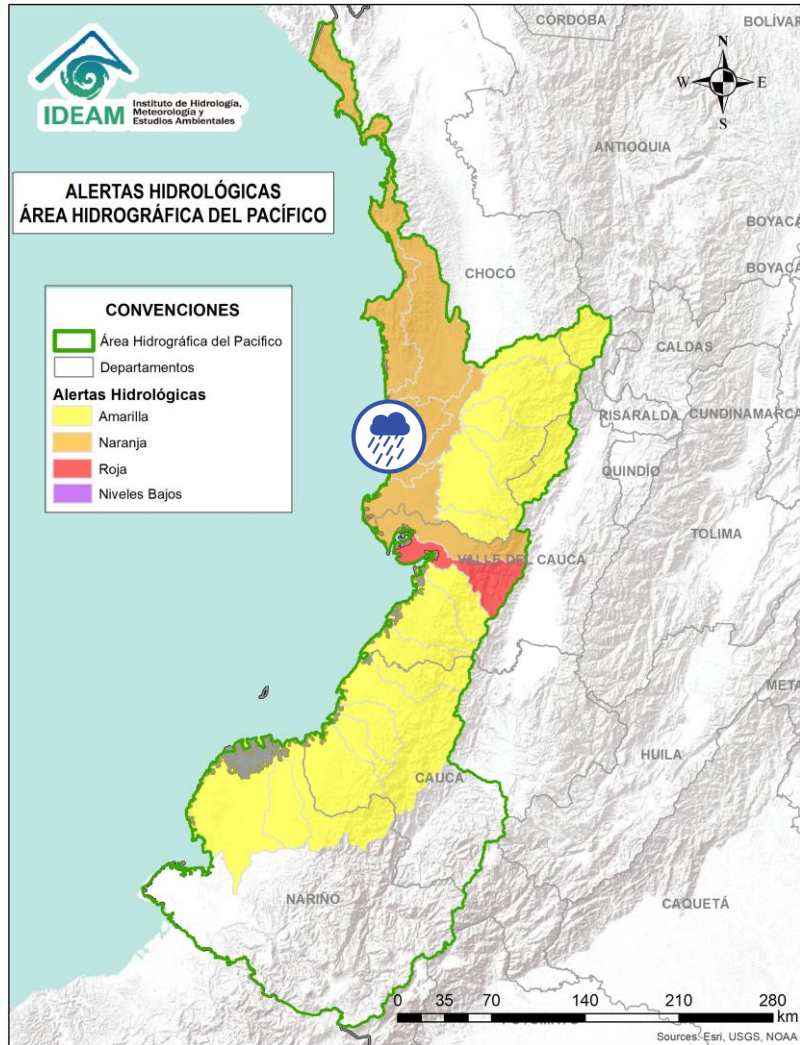 IDEAM
Instituto de Hidrología,
Meteorología y
Estudios Ambientales
ALERTAS HIDROLÓGICAS
ÁREA HIDROGRÁFICA DEL PACÍFICO
CONVENCIONES
Área Hidrográfica del Pacifico
Departamentos
Alertas Hidrológicas
Amarilla
Naranja
Roja
Niveles Bajos
N
W E
S
CÓRDOBA
BOLÍVAR
ANTIOQUIA
BOYACÁ
BOYACÁ
CHOCÓ
CALDAS
RISARALDA
CUNDINAMARCA
QUINDÍO
TOLIMA
VALLE DEL CAUCA
META
HUILA
CAUCA
NARIÑO
CAQUETÁ
0 35 70 140 210 280
km
Sources: Esri, USGS, NOAA